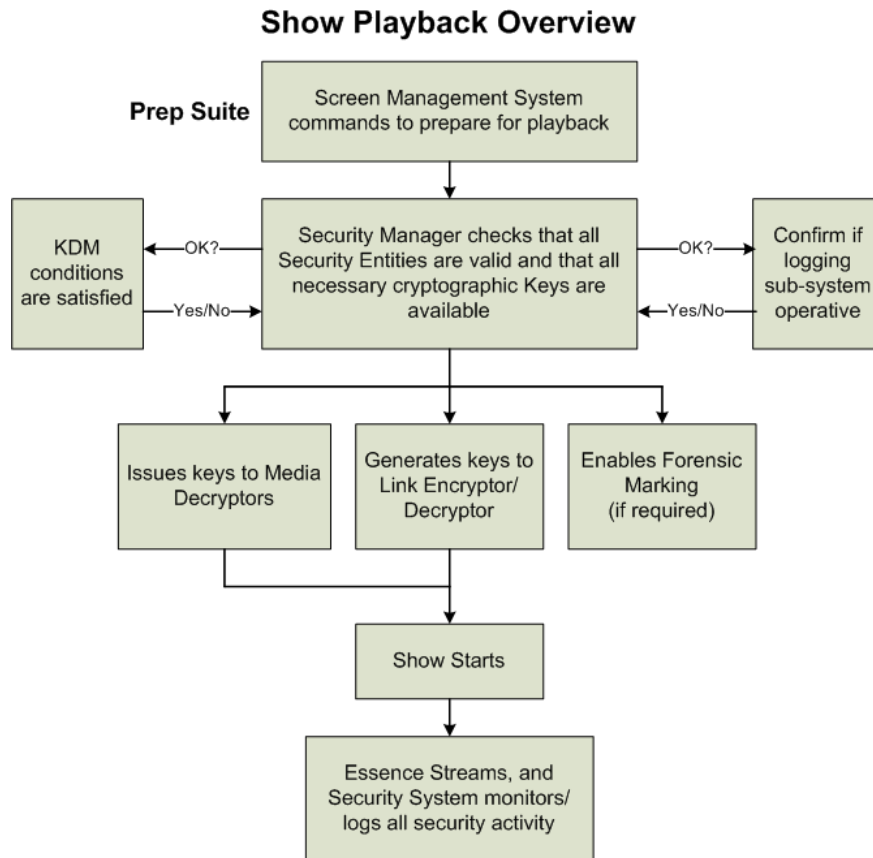 Show Playback Overview
Prep Suite
Screen Management System
commands to prepare for playback
KDM
conditions
are satisfied
OK?
Yes/No
Security Manager checks that all
Security Entities are valid and that all
necessary cryptographic Keys are
available
OK?
Yes/No
Confirm if
logging
sub-system
operative
Issues keys to Media
Decryptors
Generates keys to
Link Encryptor/
Decryptor
Enables Forensic
Marking
(if required)
Show Starts
Essence Streams, and
Security System monitors/
logs all security activity